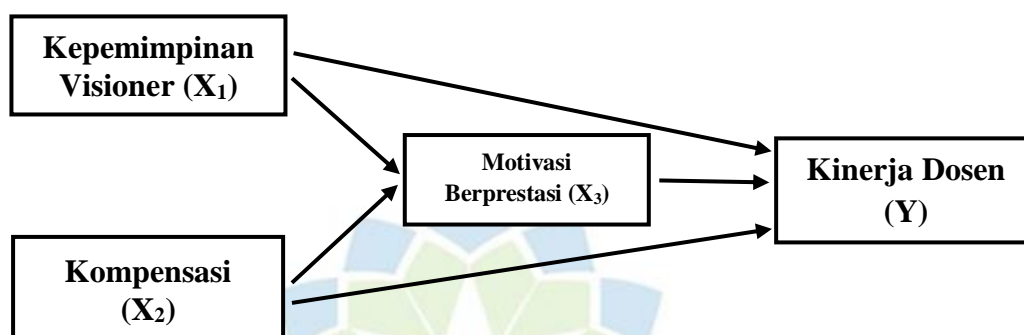 Kepemimpinan
Visioner (X₁)
Motivasi
Berprestasi (X₃)
Kinerja Dosen
(Y)
Kompensasi
(X₂)